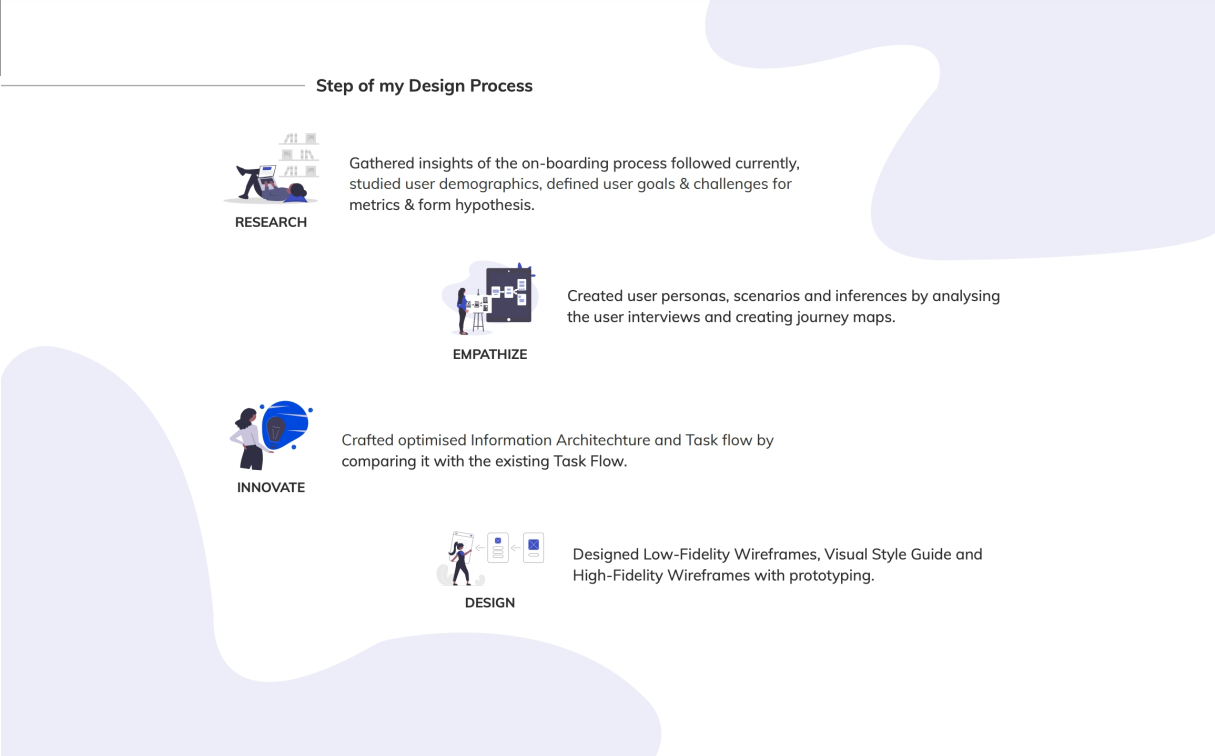 Step of my Design Process
Gathered insights of the on-boarding process followed currently,
studied user demographics, defined user goals & challenges for
metrics & form hypothesis.
RESEARCH
Created user personas, scenarios and inferences by analysing
the user interviews and creating journey maps.
EMPATHIZE
Crafted optimised Information Architechture and Task flow by
comparing it with the existing Task Flow.
INNOVATE
Designed Low-Fidelity Wireframes, Visual Style Guide and
High-Fidelity Wireframes with prototyping.
DESIGN